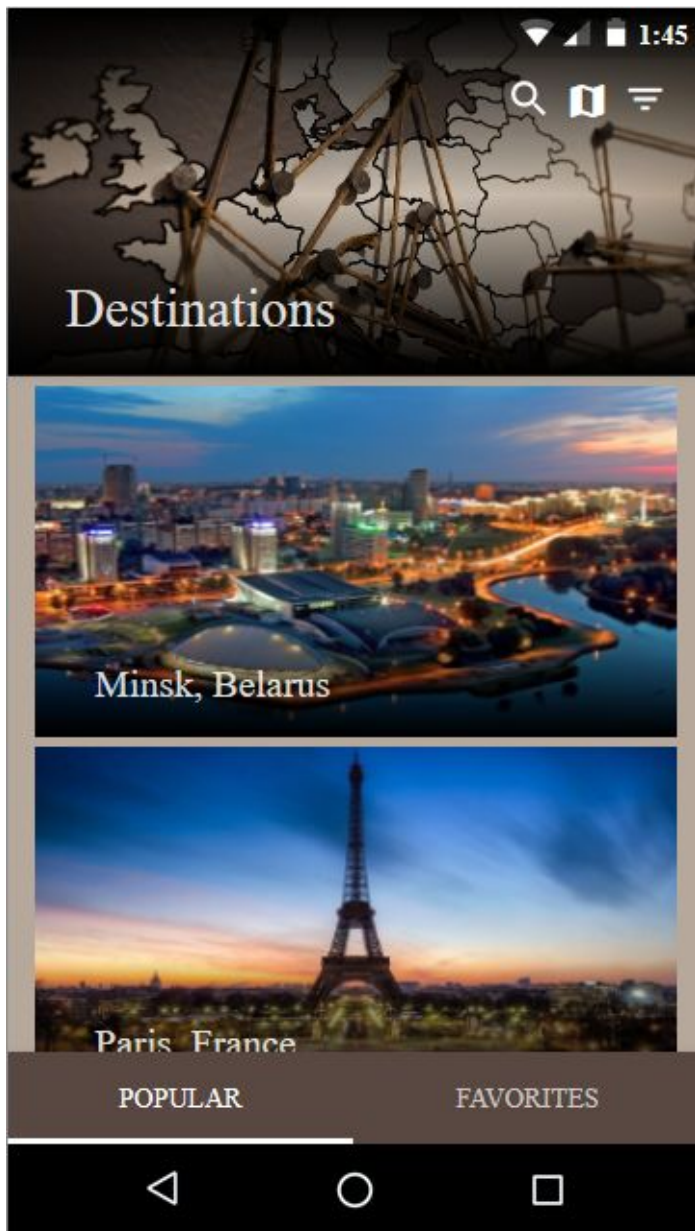 1:45
Destinations
Minsk, Belarus
Paris, France
POPULAR FAVORITES